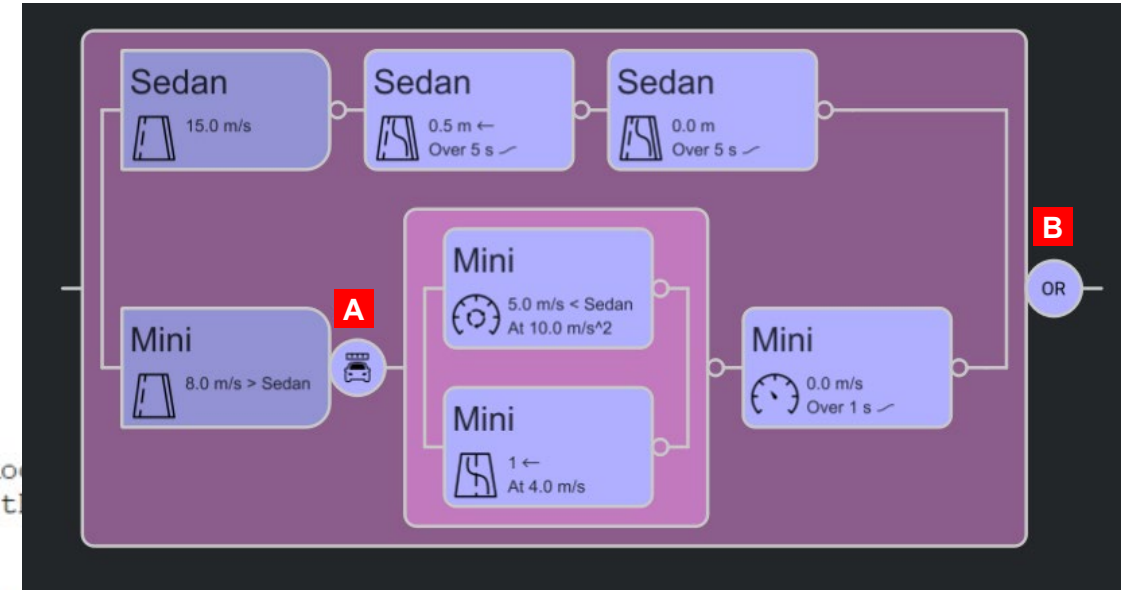 Sedan
15.0 m/s
Sedan
0.5 m ←
Over 5 s
Sedan
0.0 m
Over 5 s
B
OR
A
Mini
8.0 m/s > Sedan
Mini
5.0 m/s < Sedan
At 10.0 m/s^2
Mini
1 ←
At 4.0 m/s
Mini
0.0 m/s
Over 1 s